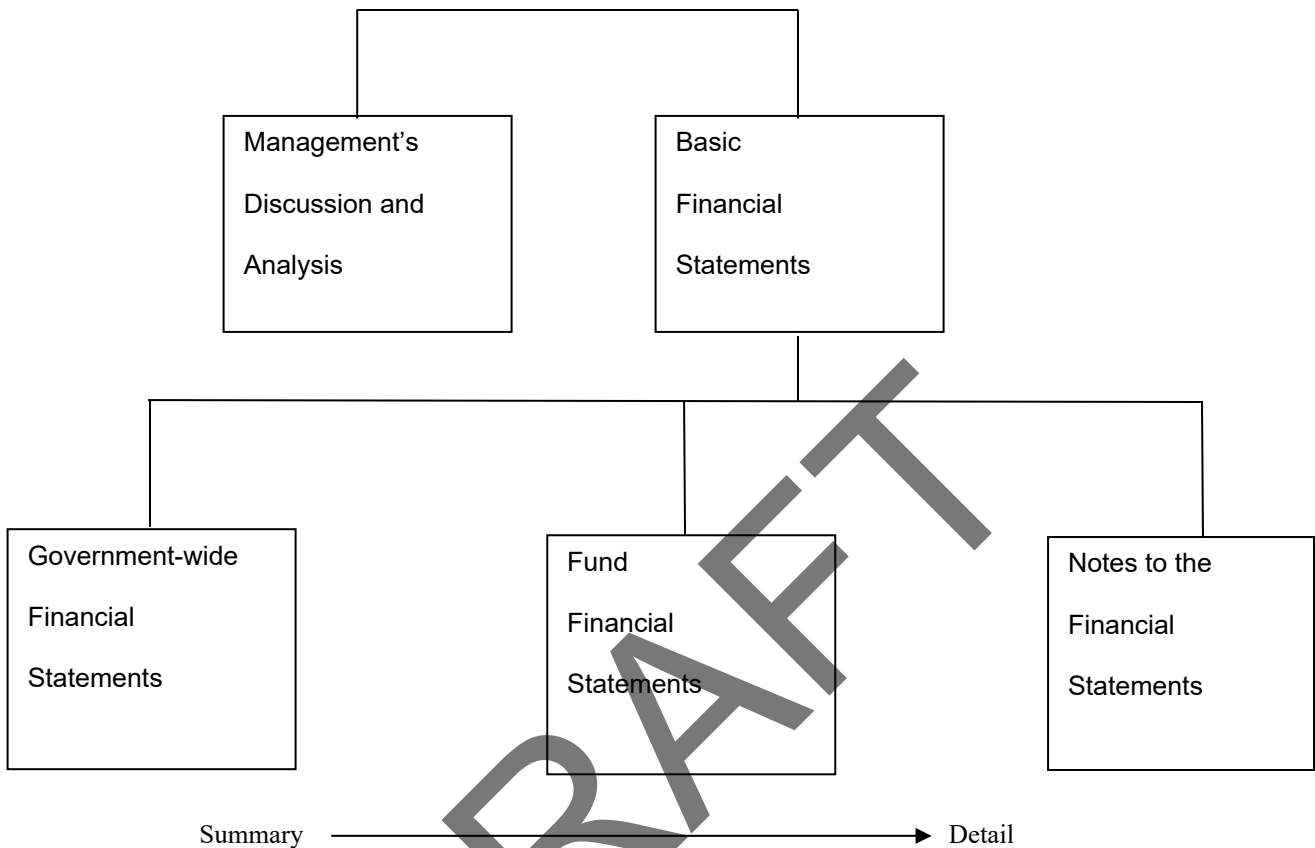 Management’s
Discussion and
Analysis
Basic
Financial
Statements
Government-wide
Financial
Statements
Fund
Financial
Statements
Notes to the
Financial
Statements
Summary
Detail
RAFT